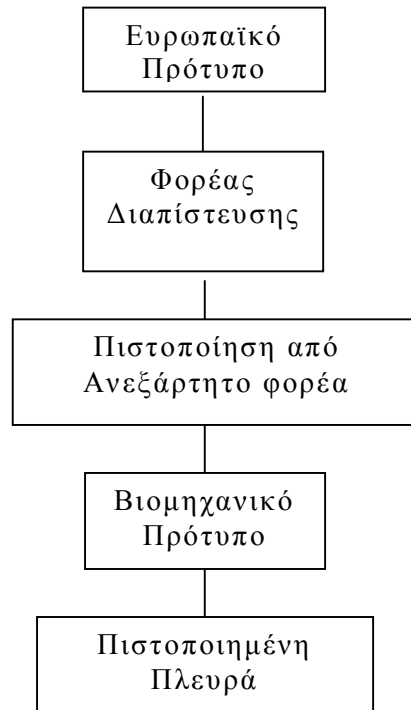 Ευρωπαϊκό
Πρότυπο
Φορέας
Διαπίστευσης
Πιστοποίηση από
Ανεξάρτητο φορέα
Βιομηχανικό
Πρότυπο
Πιστοποιημένη
Πλευρά